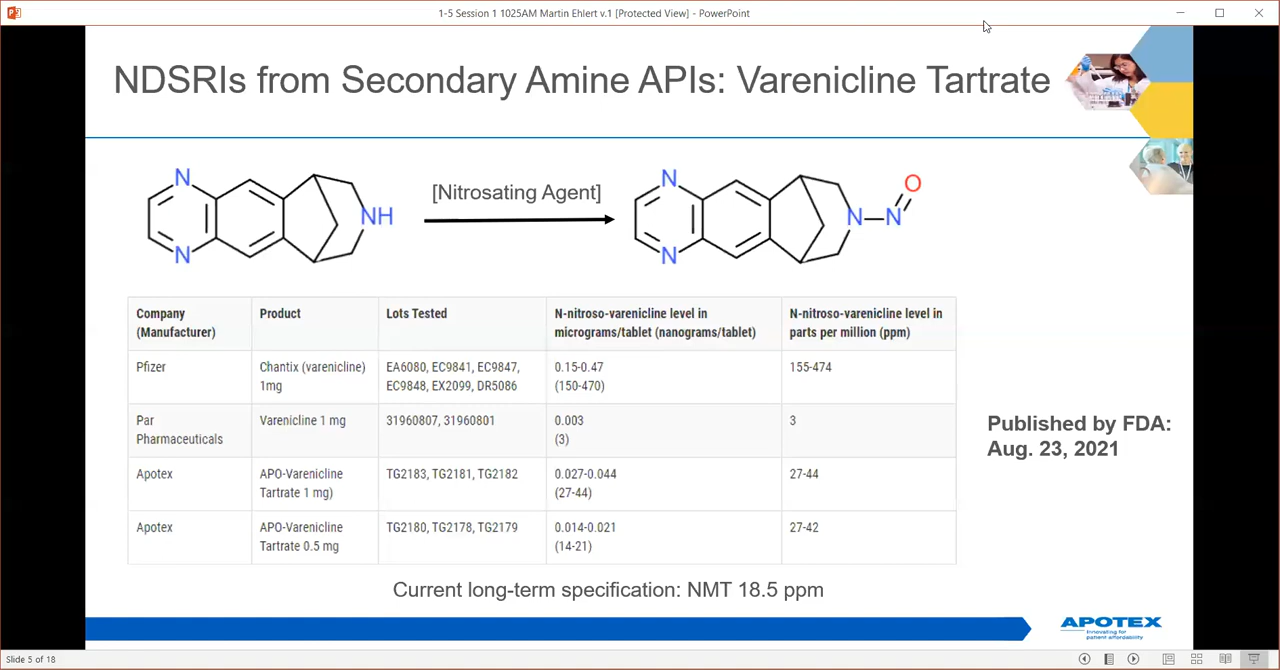 1-5 Session 1 1025AM Martin Ehlert v.1 [Protected View] - PowerPoint
NDSRIs from Secondary Amine APIs: Varenicline Tartrate
N
N
NH
[Nitrosating Agent]
N
N
N
N
O
Company
(Manufacturer)
Product
Lots Tested
N-nitroso-varenicline level in
micrograms/tablet (nanograms/tablet)
N-nitroso-varenicline level in
parts per million (ppm)
Pfizer
Chantix (varenicline)
1mg
EA6080, EC9841, EC9847,
EC9848, EX2099, DR5086
0.15-0.47
(150-470)
155-474
Par
Pharmaceuticals
Varenicline 1 mg
31960807, 31960801
0.003
(3)
3
Apotex
APO-Varenicline
Tartrate 1 mg)
TG2183, TG2181, TG2182
0.027-0.044
(27-44)
27-44
Apotex
APO-Varenicline
Tartrate 0.5 mg
TG2180, TG2178, TG2179
0.014-0.021
(14-21)
27-42
Published by FDA:
Aug. 23, 2021
Current long-term specification: NMT 18.5 ppm
APOTEX
Innovating for
patient affordability
Slide 5 of 18